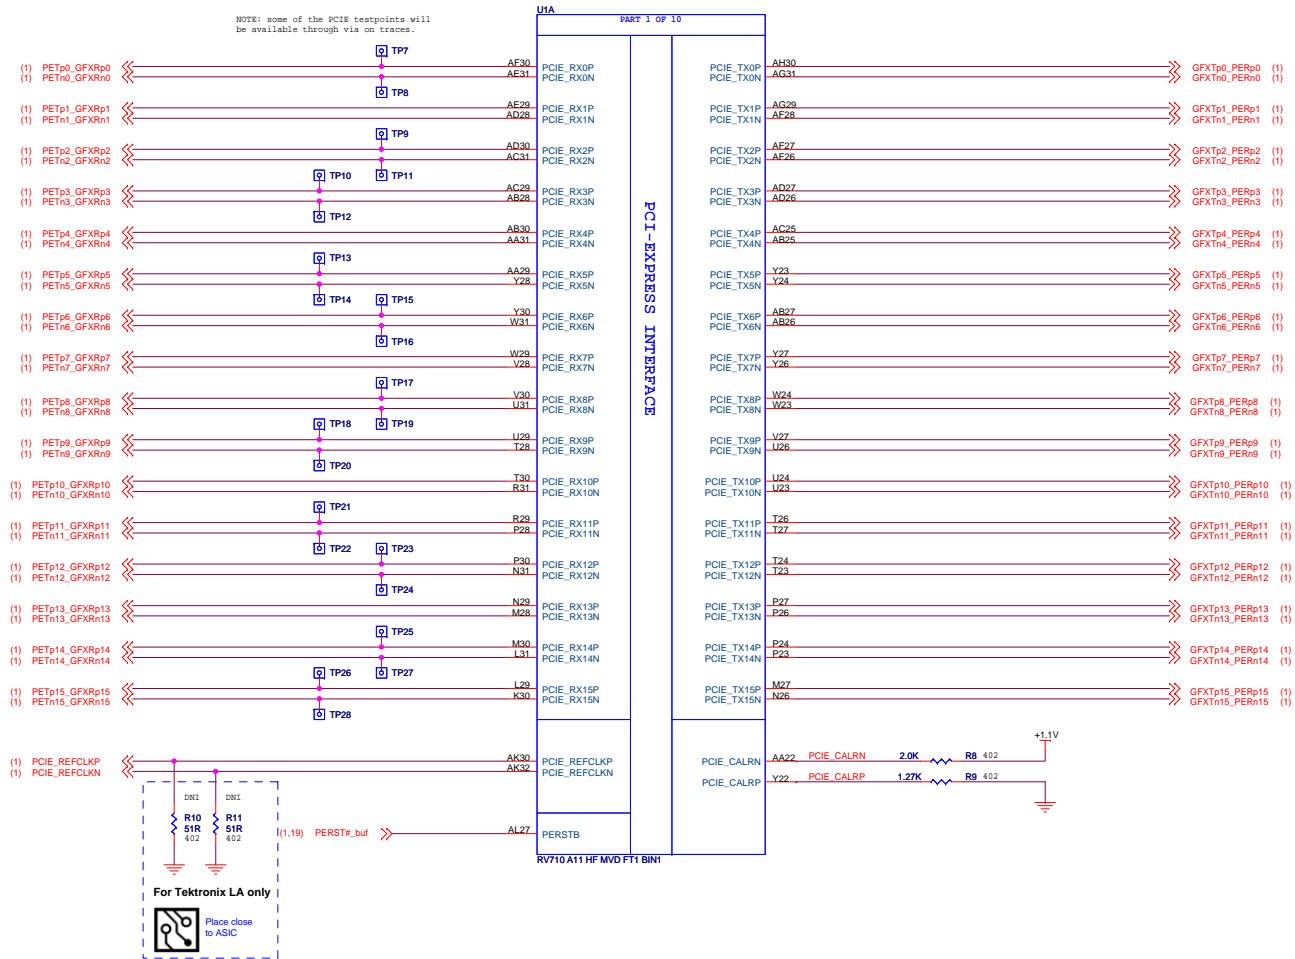 NOTE: some of the PCIE testpoints will
be available through via on traces.
U1A
PART 1 OF 10
TP7
(1) PETp0_GFXRp0 AF30 PCIE_RX0P PCIE_TX0P AH30 GFXTp0_PERp0 (1)
(1) PETn0_GFXRn0 AE31 PCIE_RX0N PCIE_TX0N AG31 GFXTn0_PERn0 (1)
TP8
(1) PETp1_GFXRp1 AE29 PCIE_RX1P PCIE_TX1P AG29 GFXTp1_PERp1 (1)
(1) PETn1_GFXRn1 AD28 PCIE_RX1N PCIE_TX1N AF28 GFXTn1_PERn1 (1)
TP9
(1) PETp2_GFXRp2 AD30 PCIE_RX2P PCIE_TX2P AF27 GFXTp2_PERp2 (1)
(1) PETn2_GFXRn2 AC31 PCIE_RX2N PCIE_TX2N AF26 GFXTn2_PERn2 (1)
TP10 TP11
(1) PETp3_GFXRp3 AC29 PCIE_RX3P PCIE_TX3P AD27 GFXTp3_PERp3 (1)
(1) PETn3_GFXRn3 AB28 PCIE_RX3N PCIE_TX3N AD26 GFXTn3_PERn3 (1)
TP12
(1) PETp4_GFXRp4 AB30 PCIE_RX4P PCIE_TX4P AC25 GFXTp4_PERp4 (1)
(1) PETn4_GFXRn4 AA31 PCIE_RX4N PCIE_TX4N AB25 GFXTn4_PERn4 (1)
TP13
(1) PETp5_GFXRp5 AA29 PCIE_RX5P PCIE_TX5P Y23 GFXTp5_PERp5 (1)
(1) PETn5_GFXRn5 Y28 PCIE_RX5N PCIE_TX5N Y24 GFXTn5_PERn5 (1)
TP14 TP15
(1) PETp6_GFXRp6 Y30 PCIE_RX6P PCIE_TX6P AB27 GFXTp6_PERp6 (1)
(1) PETn6_GFXRn6 W31 PCIE_RX6N PCIE_TX6N AB26 GFXTn6_PERn6 (1)
TP16
(1) PETp7_GFXRp7 W29 PCIE_RX7P PCIE_TX7P Y27 GFXTp7_PERp7 (1)
(1) PETn7_GFXRn7 V28 PCIE_RX7N PCIE_TX7N Y26 GFXTn7_PERn7 (1)
TP17
(1) PETp8_GFXRp8 V30 PCIE_RX8P PCIE_TX8P W24 GFXTp8_PERp8 (1)
(1) PETn8_GFXRn8 U31 PCIE_RX8N PCIE_TX8N W23 GFXTn8_PERn8 (1)
TP18 TP19
(1) PETp9_GFXRp9 U29 PCIE_RX9P PCIE_TX9P V27 GFXTp9_PERp9 (1)
(1) PETn9_GFXRn9 T28 PCIE_RX9N PCIE_TX9N U26 GFXTn9_PERn9 (1)
TP20
(1) PETp10_GFXRp10 T30 PCIE_RX10P PCIE_TX10P U24 GFXTp10_PERp10 (1)
(1) PETn10_GFXRn10 R31 PCIE_RX10N PCIE_TX10N U23 GFXTn10_PERn10 (1)
TP21
(1) PETp11_GFXRp11 R29 PCIE_RX11P PCIE_TX11P T26 GFXTp11_PERp11 (1)
(1) PETn11_GFXRn11 P28 PCIE_RX11N PCIE_TX11N T27 GFXTn11_PERn11 (1)
TP22 TP23
(1) PETp12_GFXRp12 P30 PCIE_RX12P PCIE_TX12P T24 GFXTp12_PERp12 (1)
(1) PETn12_GFXRn12 N31 PCIE_RX12N PCIE_TX12N T23 GFXTn12_PERn12 (1)
TP24
(1) PETp13_GFXRp13 N29 PCIE_RX13P PCIE_TX13P P27 GFXTp13_PERp13 (1)
(1) PETn13_GFXRn13 M28 PCIE_RX13N PCIE_TX13N P26 GFXTn13_PERn13 (1)
TP25
(1) PETp14_GFXRp14 M30 PCIE_RX14P PCIE_TX14P P24 GFXTp14_PERp14 (1)
(1) PETn14_GFXRn14 L31 PCIE_RX14N PCIE_TX14N P23 GFXTn14_PERn14 (1)
TP26 TP27
(1) PETp15_GFXRp15 L29 PCIE_RX15P PCIE_TX15P M27 GFXTp15_PERp15 (1)
(1) PETn15_GFXRn15 K30 PCIE_RX15N PCIE_TX15N N26 GFXTn15_PERn15 (1)
TP28
PCI-EXPRESS INTERFACE
+1.1V
(1) PCIE_REFCLKP AK30 PCIE_REFCLKP PCIE_CALRN AA22 PCIE_CALRN 2.0K R8 402
(1) PCIE_REFCLKN AK32 PCIE_REFCLKN
PCIE_CALRP Y22 PCIE_CALRP 1.27K R9 402
DNI DNI
R10 R11
51R 51R
402 402
(1,19) PERST#_buf AL27 PERSTB
RV710 A11 HF MVD FT1 BIN1
For Tektronix LA only
Place close
to ASIC